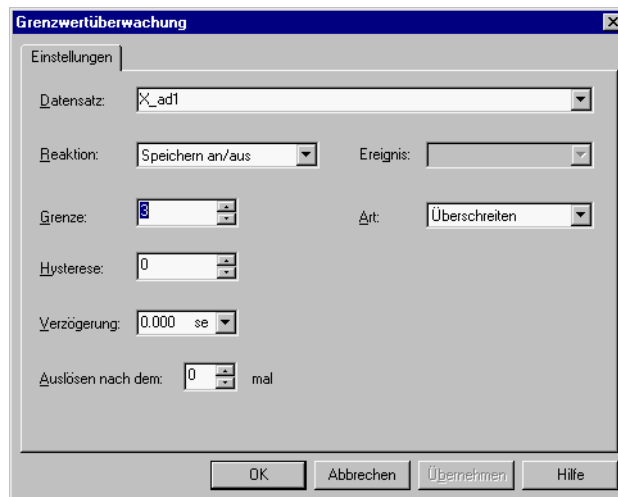 Grenzwertüberwachung
Einstellungen
Datensatz: X_ad1
Reaktion: Speichern an/aus Ereignis:
Grenze: 3 Art: Überschreiten
Hysterese: 0
Verzögerung: 0.000 se
Auslösen nach dem: 0 mal
OK Abbrechen Übernehmen Hilfe